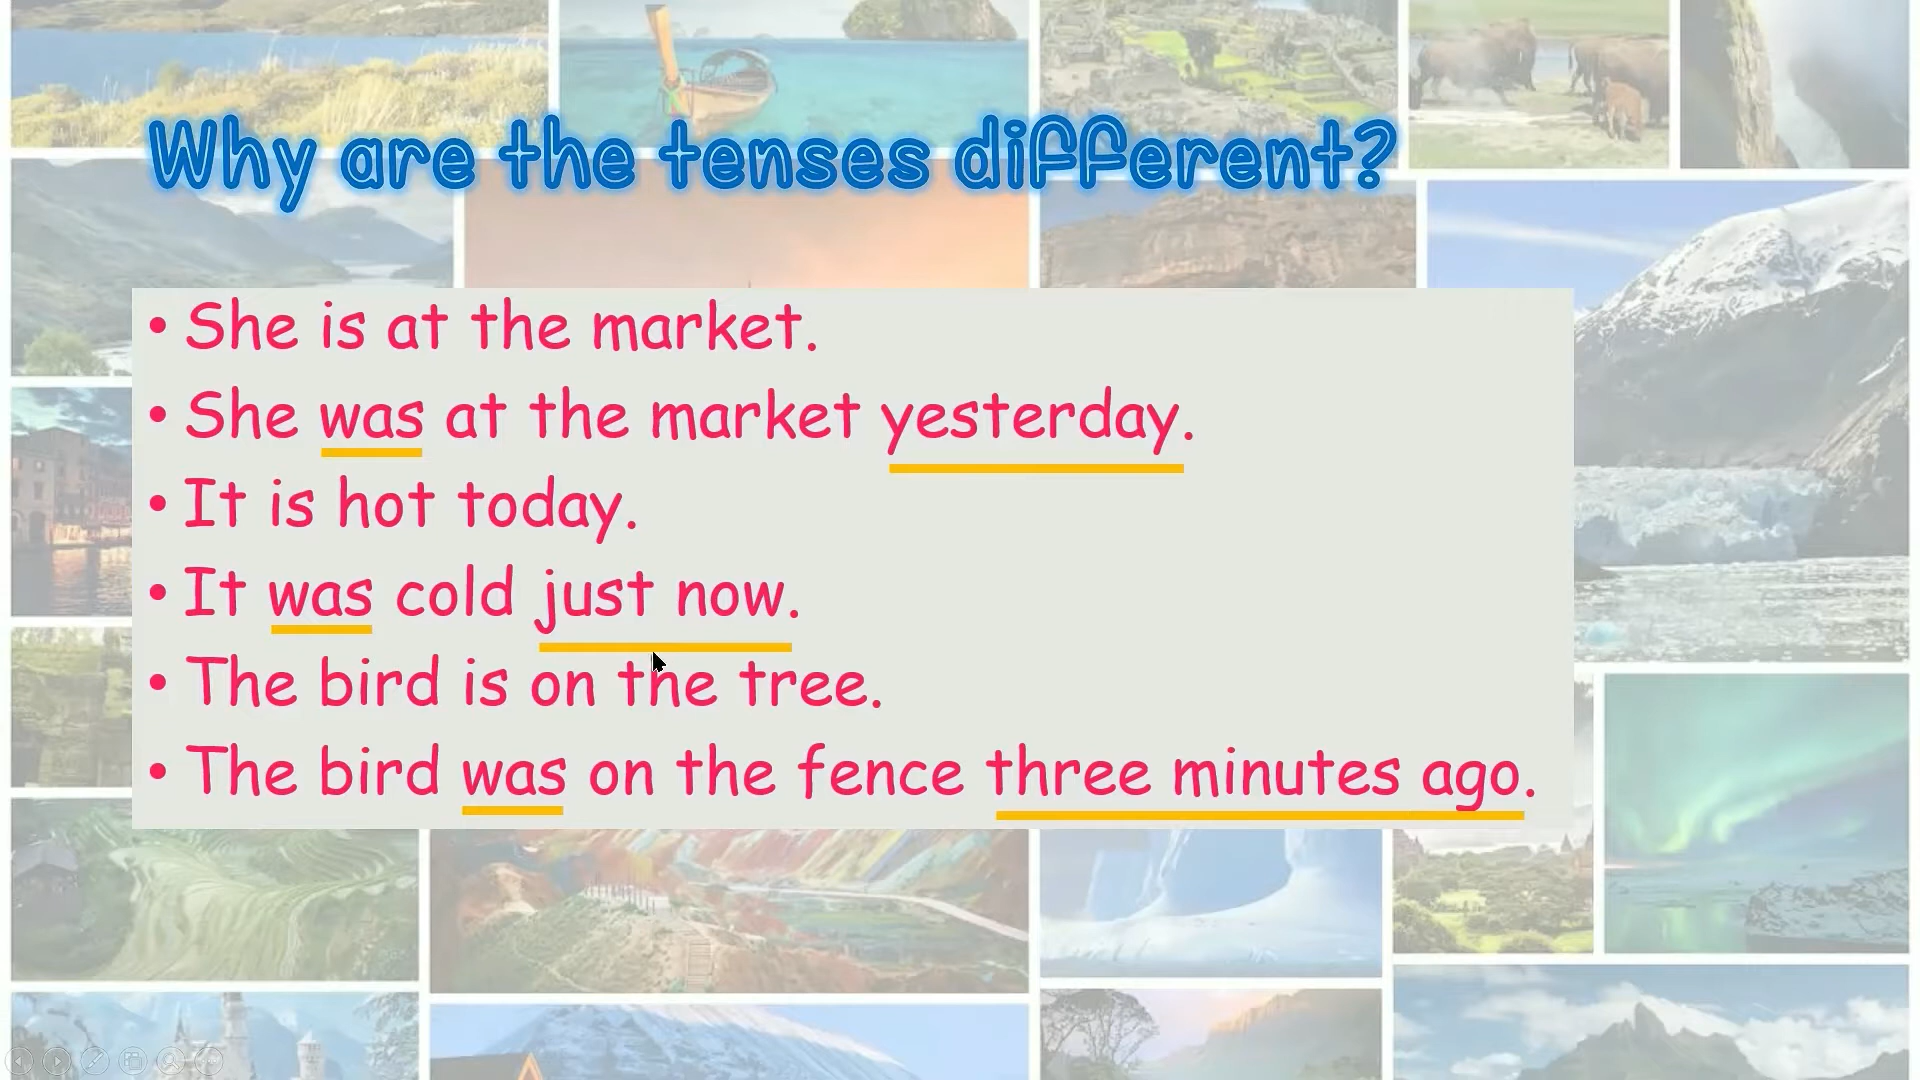 Why are the tenses different?
• She is at the market.
• She was at the market yesterday.
• It is hot today.
• It was cold just now.
• The bird is on the tree.
• The bird was on the fence three minutes ago.